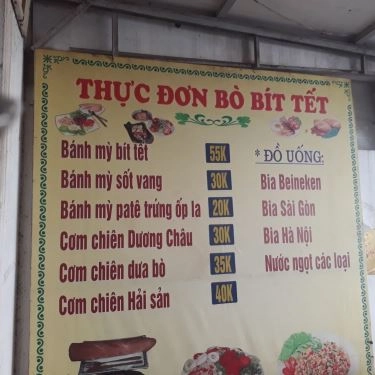 THỰC ĐƠN BÒ BÍT TẾT
Bánh mỳ bít tết 55K
Bánh mỳ sốt vang 30K
Bánh mỳ patê trứng ốp la 20K
Cơm chiên Dương Châu 30K
Cơm chiên dưa bò 35K
Cơm chiên Hải sản 40K
* ĐỒ UỐNG:
Bia Beineken
Bia Sài Gòn
Bia Hà Nội
Nước ngọt các loại